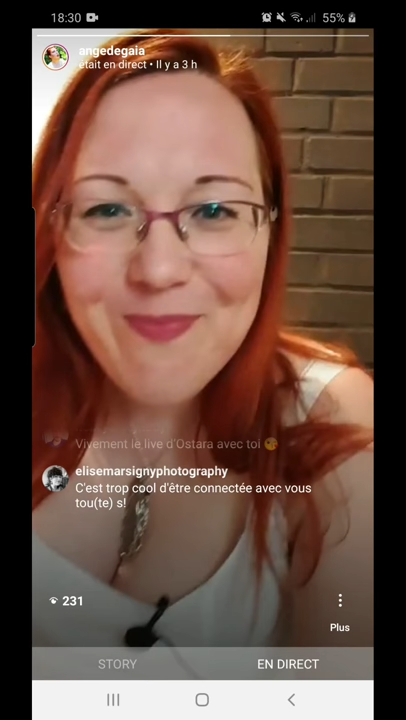 18:30
55%
angedegaia
était en direct • Il y a 3 h
Vivement le live d'Ostara avec toi 😘
elisemarsignyphotography
C'est trop cool d'être connectée avec vous
tou(te) s!
231
Plus
STORY
EN DIRECT